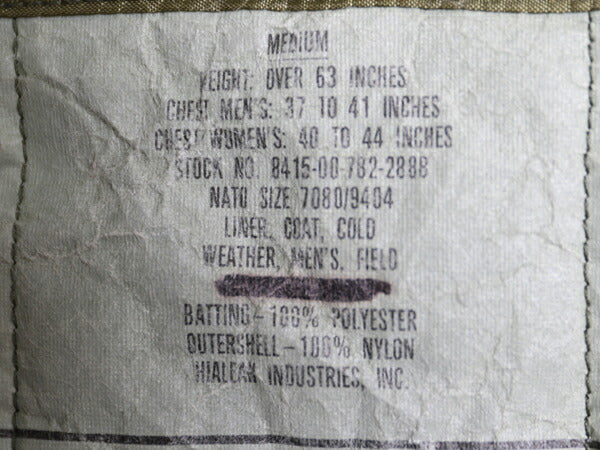 MEDIUM
HEIGHT: OVER 63 INCHES
CHEST MEN'S: 37 TO 41 INCHES
CHEST WOMEN'S: 40 TO 44 INCHES
STOCK NO. 8415-00-782-2888
NATO SIZE 7080/9404
LINER, COAT, COLD
WEATHER, MEN'S, FIELD
BATTING-100% POLYESTER
OUTERSHELL-100% NYLON
HIALEAH INDUSTRIES, INC.